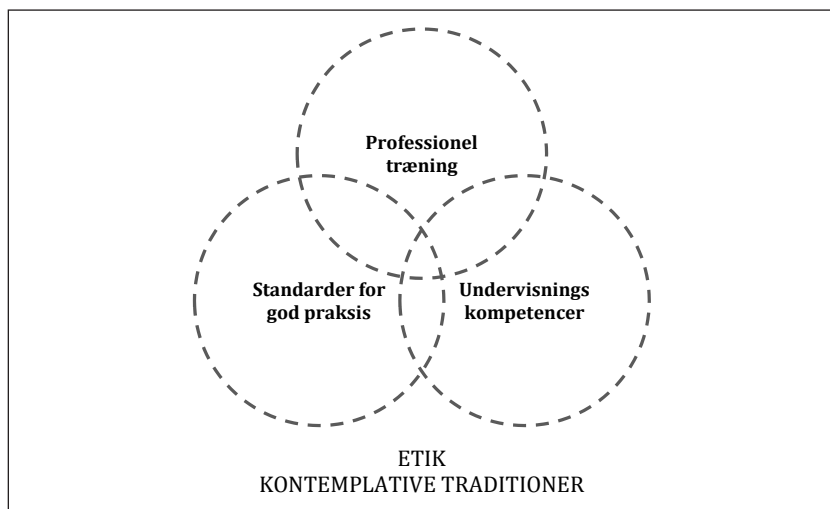 Professionel
træning
Standarder for
god praksis
Undervisnings
kompetencer
ETIK
KONTEMPLATIVE TRADITIONER